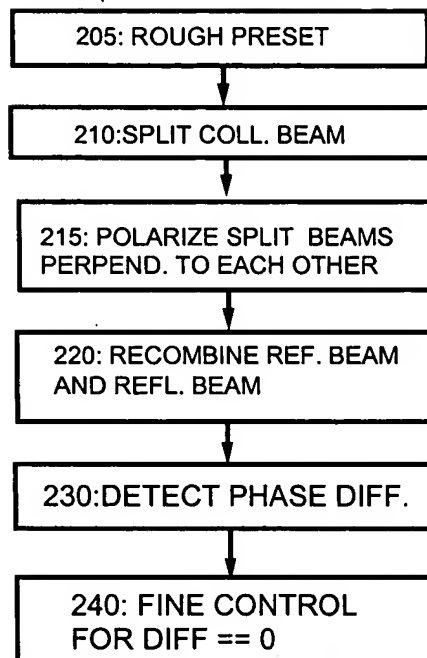 205: ROUGH PRESET
210:SPLIT COLL. BEAM
215: POLARIZE SPLIT BEAMS
PERPEND. TO EACH OTHER
220: RECOMBINE REF. BEAM
AND REFL. BEAM
230:DETECT PHASE DIFF.
240: FINE CONTROL
FOR DIFF == 0